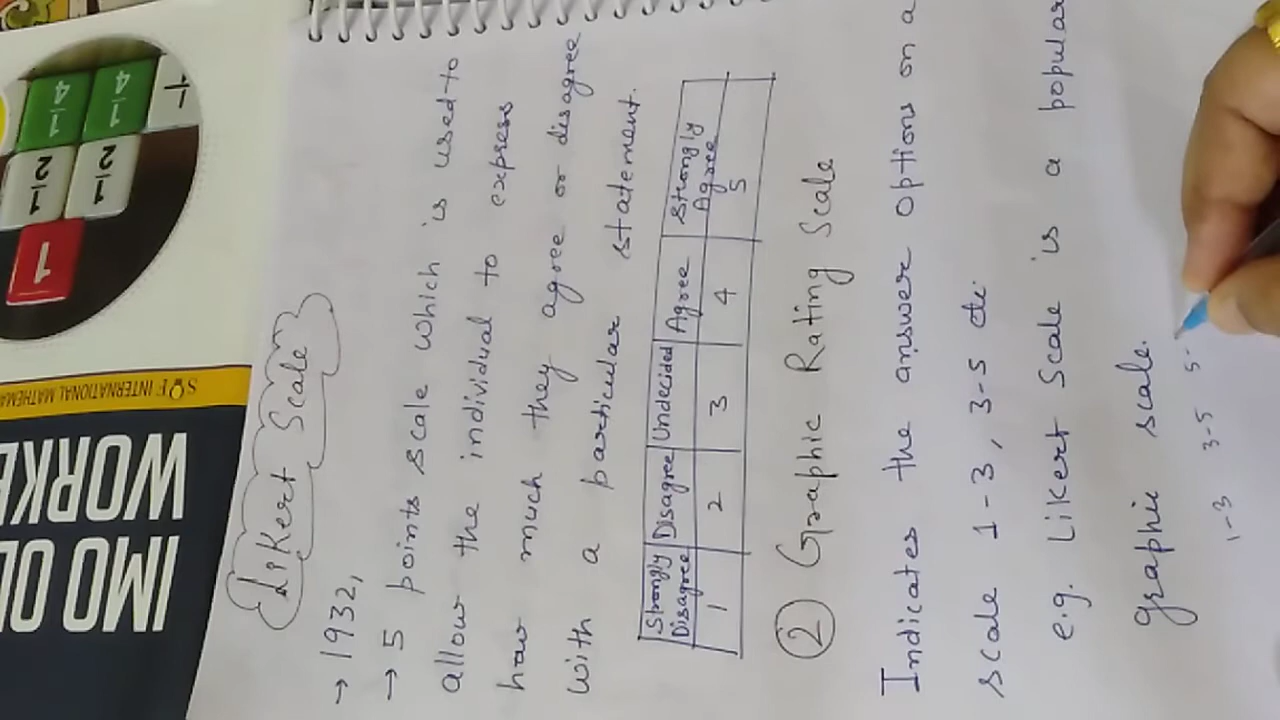 Likert Scale
→ 1932,
→ 5 points scale which is used to
allow the individual to express
how much they agree or disagree
with a particular statement.
Strongly Disagree Disagree Undecided Agree Strongly Agree
1 2 3 4 5
② Graphic Rating Scale
Indicates the answer options on a
scale 1-3, 3-5 etc.
e.g. Likert Scale is a popular
graphic scale.
1-3 3-5 5-
SOF INTERNATIONAL MATHEMA
IMO OL
WORKB
1
2|1
2|1
4|1
4|1